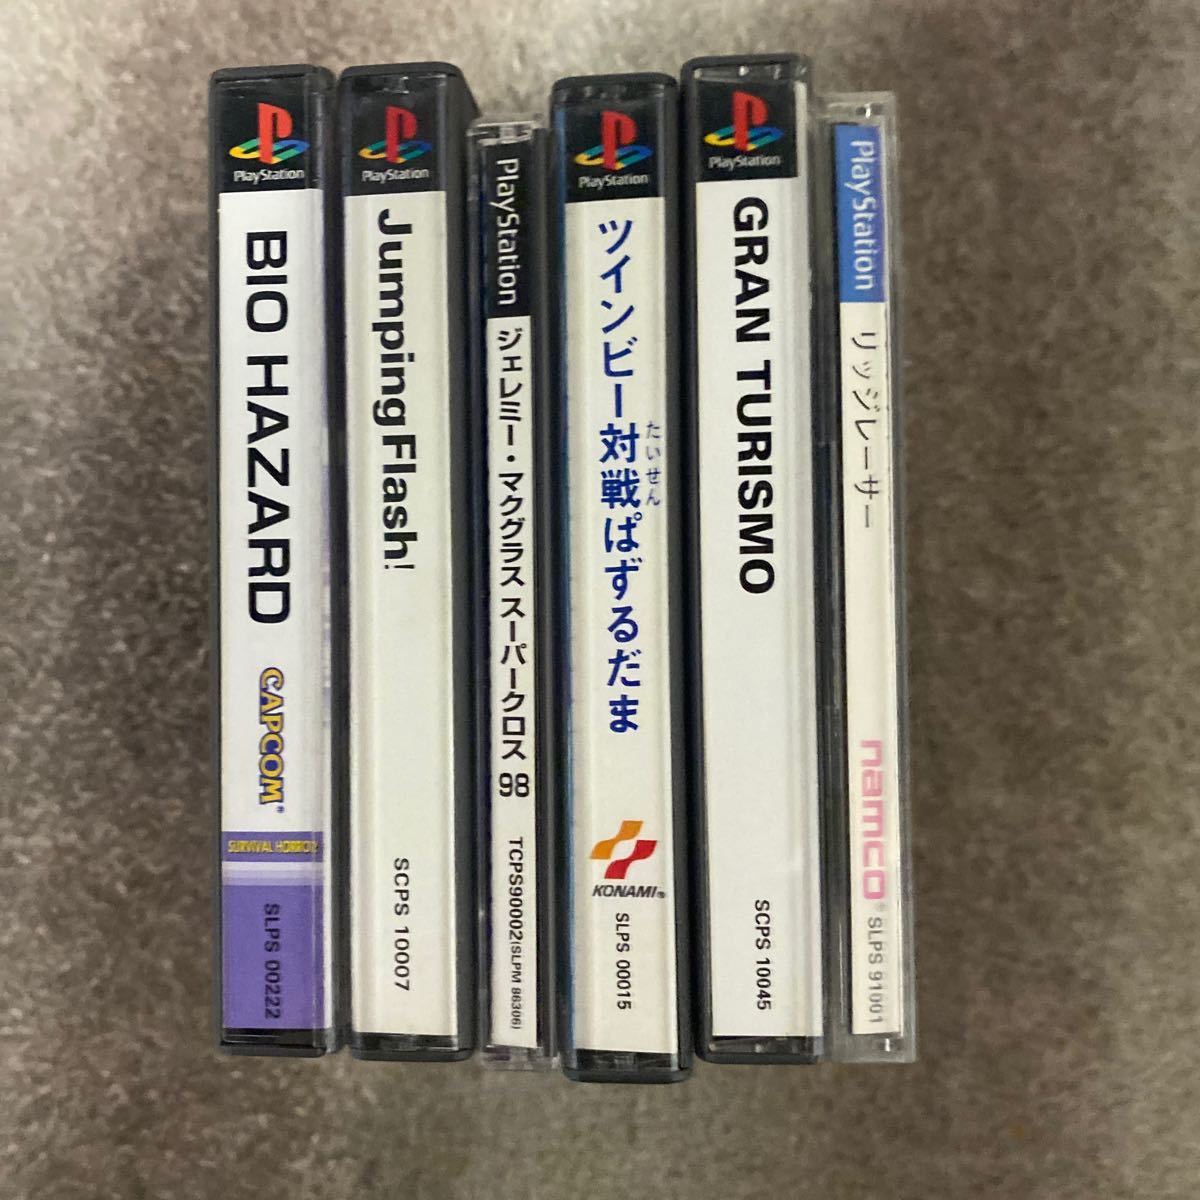 PlayStation
BIO HAZARD
CAPCOM®
SURVIVAL HORROR
SLPS 00222
PlayStation
Jumping Flash!
SCPS 10007
PlayStation
ジェレミー・マクグラス スーパークロス 98
TCPS90002(SLPM 86306)
PlayStation
ツインビー対戦ぱずるだま
たいせん
KONAMI®
SLPS 00015
PlayStation
GRAN TURISMO
SCPS 10045
PlayStation
リッジレーサー
namco®
SLPS 91001